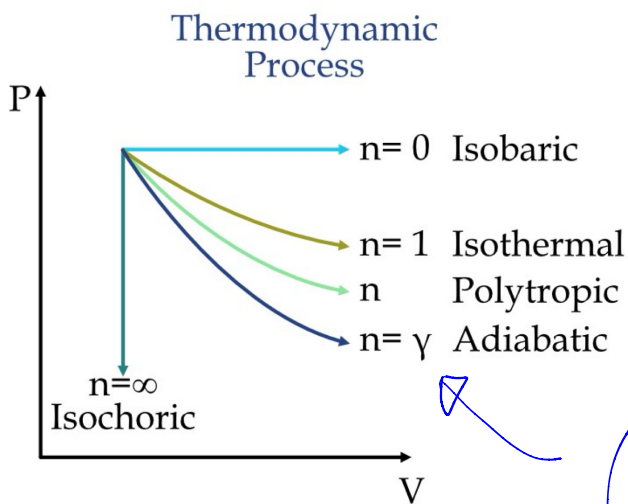 Thermodynamic
Process
P
n= 0 Isobaric
n= 1 Isothermal
n Polytropic
n= γ Adiabatic
n=∞
Isochoric
V